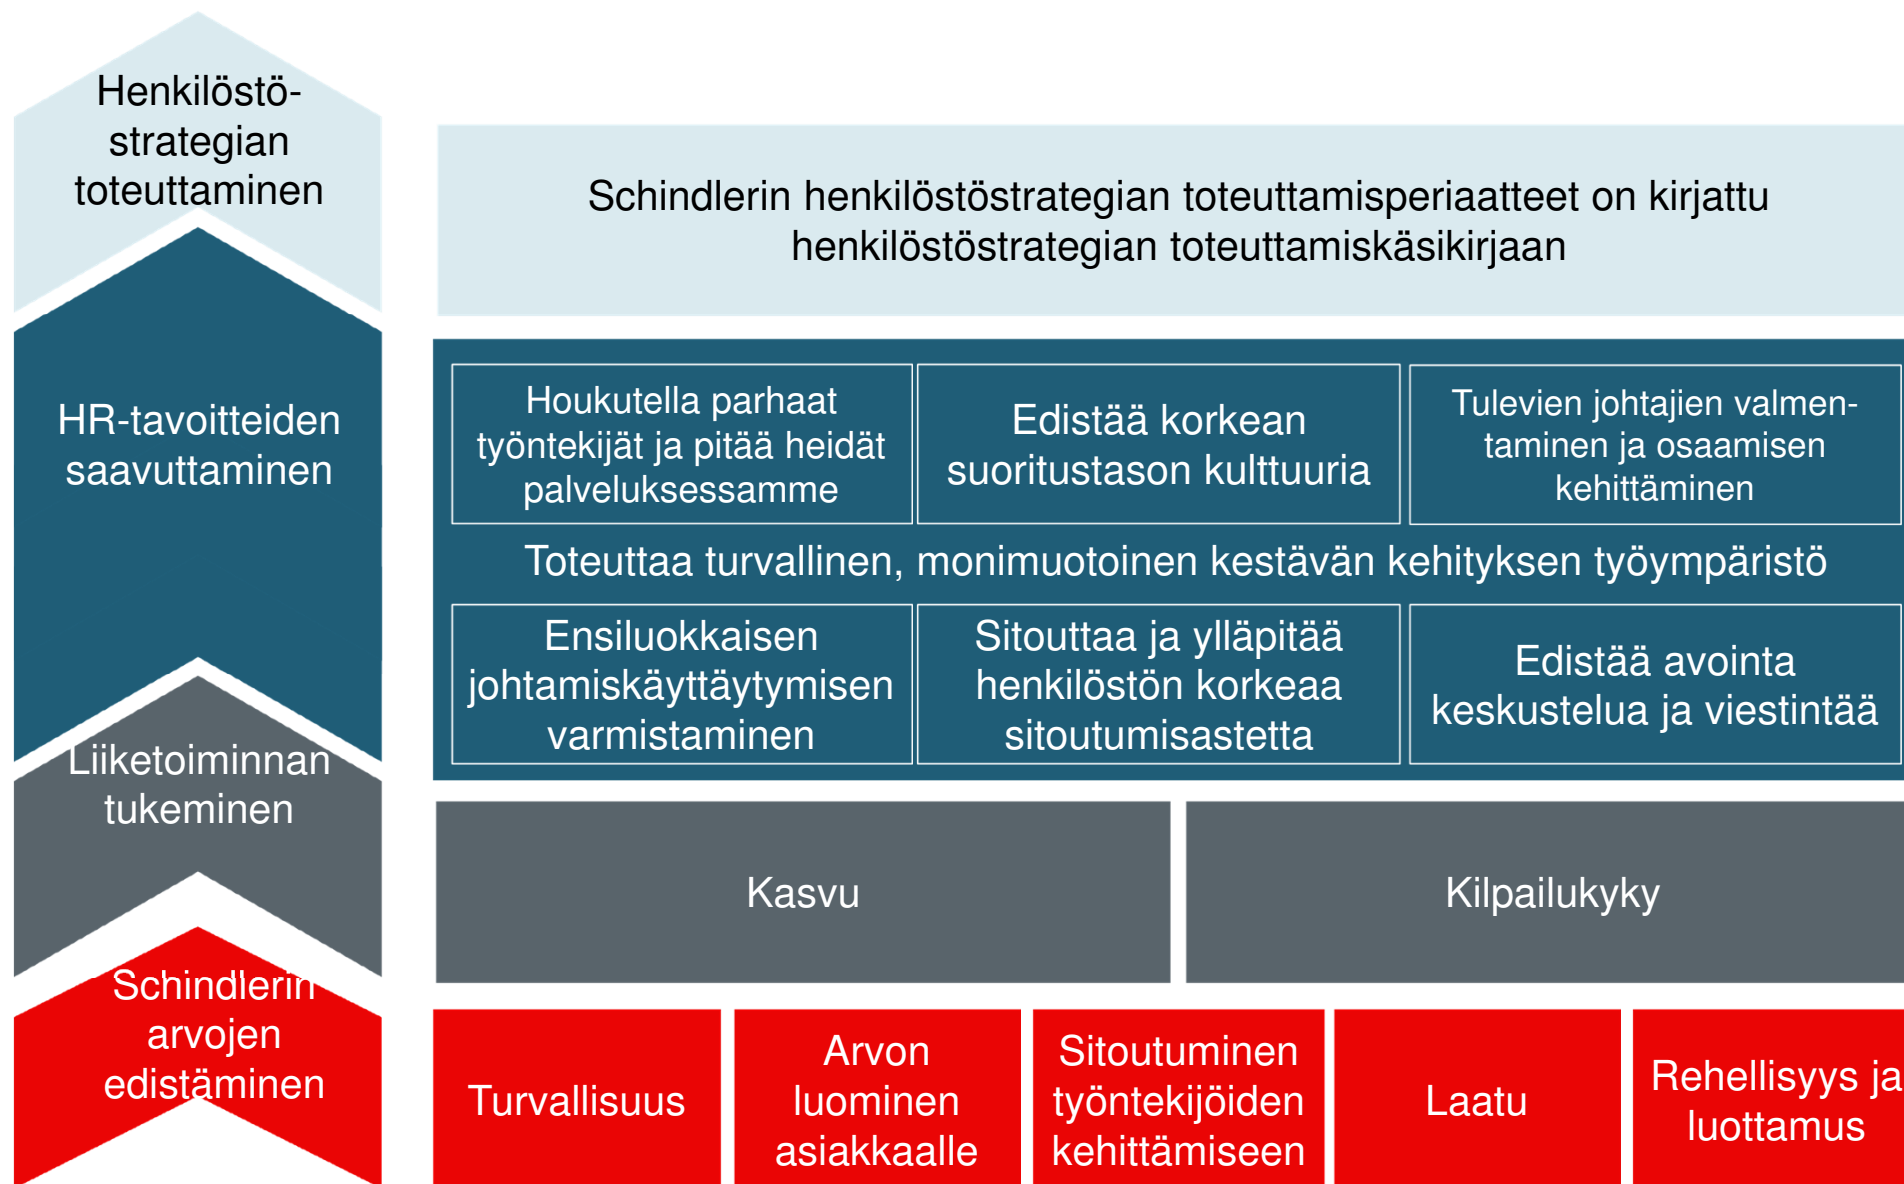 Henkilöstö-
strategian
toteuttaminen
Schindlerin henkilöstöstrategian toteuttamisperiaatteet on kirjattu
henkilöstöstrategian toteuttamiskäsikirjaan
HR-tavoitteiden
saavuttaminen
Houkutella parhaat
työntekijät ja pitää heidät
palveluksessamme
Edistää korkean
suoritustason kulttuuria
Tulevien johtajien valmen-
taminen ja osaamisen
kehittäminen
Toteuttaa turvallinen, monimuotoinen kestävän kehityksen työympäristö
Ensiluokkaisen
johtamiskäyttäytymisen
varmistaminen
Sitouttaa ja ylläpitää
henkilöstön korkeaa
sitoutumisastetta
Edistää avointa
keskustelua ja viestintää
Liiketoiminnan
tukeminen
Kasvu
Kilpailukyky
Schindlerin
arvojen
edistäminen
Turvallisuus
Arvon
luominen
asiakkaalle
Sitoutuminen
työntekijöiden
kehittämiseen
Laatu
Rehellisyys ja
luottamus